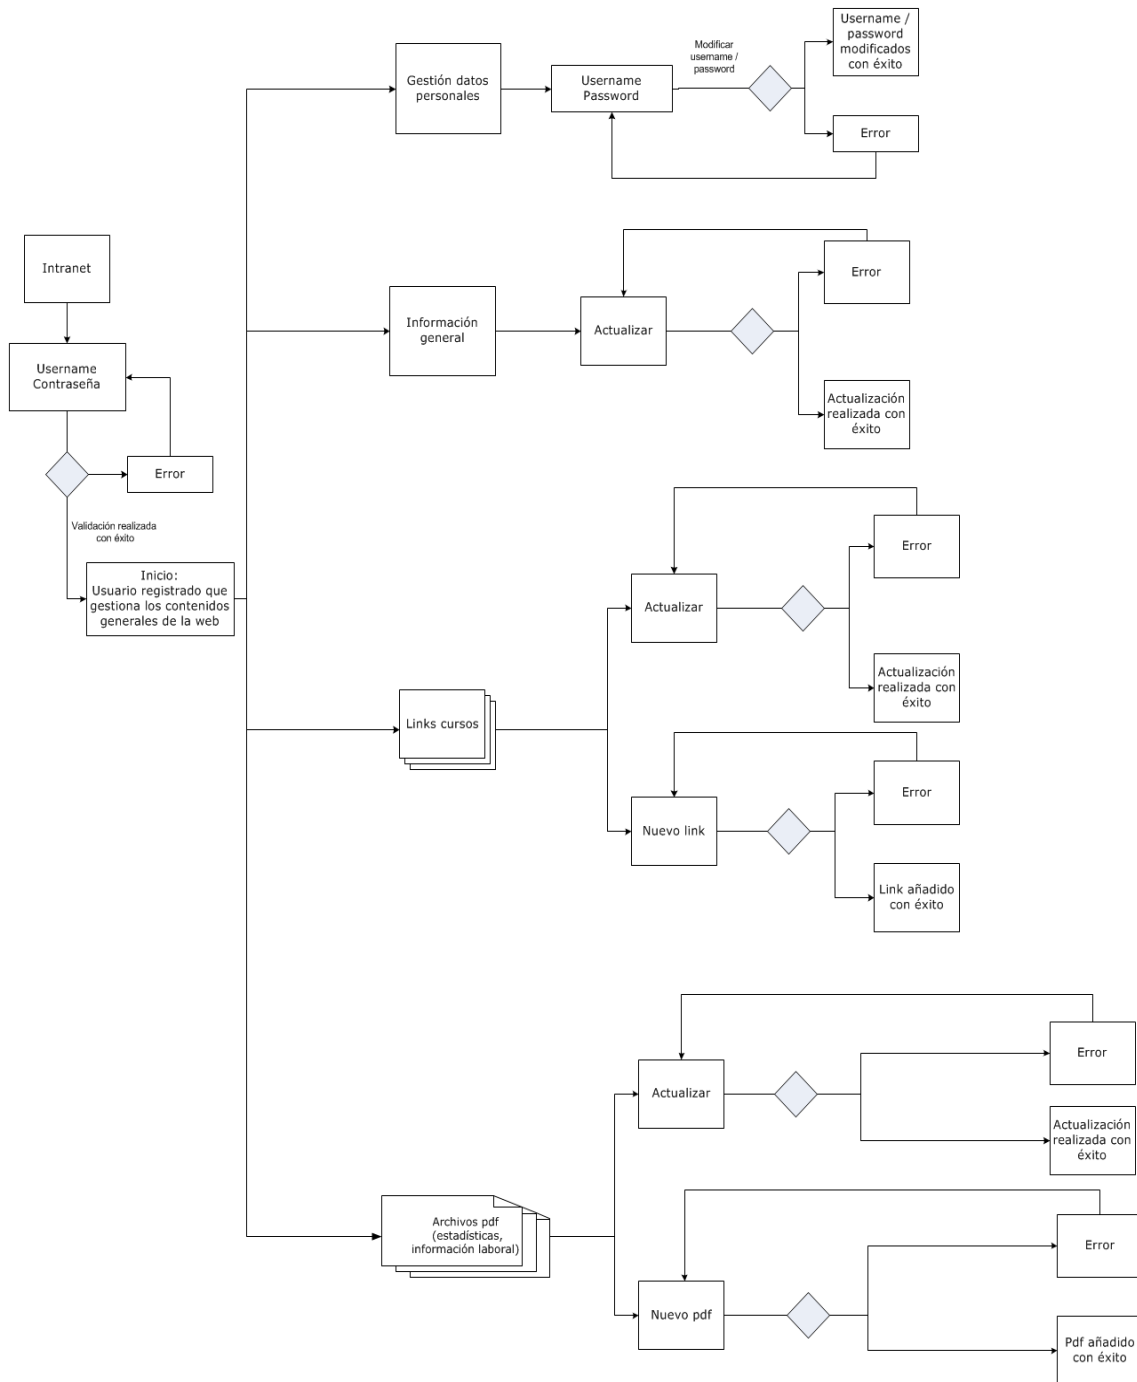 Username /
password
modificados
con éxito
Modificar
username /
password
Gestión datos
personales
Username
Password
Error
Intranet
Error
Información
general
Actualizar
Username
Contraseña
Actualización
realizada con
éxito
Error
Validación realizada
con éxito
Inicio:
Usuario registrado que
gestiona los contenidos
generales de la web
Error
Actualizar
Actualización
realizada con
éxito
Links cursos
Error
Nuevo link
Link añadido
con éxito
Error
Actualizar
Actualización
realizada con
éxito
Archivos pdf
(estadísticas,
información laboral)
Error
Nuevo pdf
Pdf añadido
con éxito